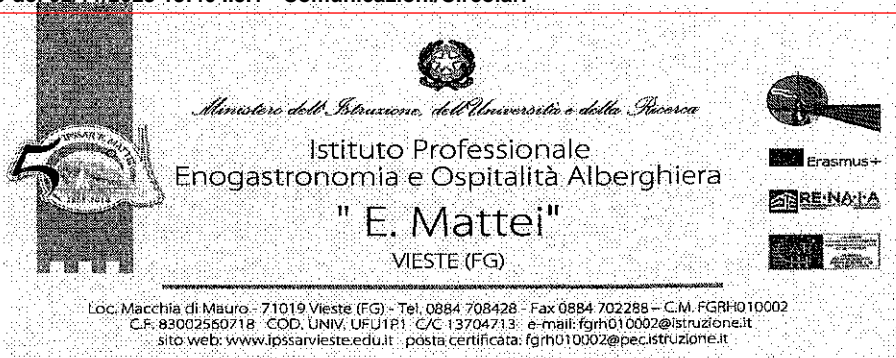 Comunicazioni/Circolari
Ministero dell'Istruzione, dell'Università e della Ricerca
IPSSAR E. MATTEI
Istituto Professionale
Enogastronomia e Ospitalità Alberghiera
" E. Mattei"
VIESTE (FG)
Erasmus+
RE·NA·I·A
Loc. Macchia di Mauro - 71019 Vieste (FG) - Tel. 0884 708428 - Fax 0884 702288 – C.M. FGRH010002
C.F. 83002560718 COD. UNIV. UFU1P1 C/C 13704713 e-mail: fgrh010002@istruzione.it
sito web: www.ipssarvieste.edu.it posta certificata: fgrh010002@pec.istruzione.it